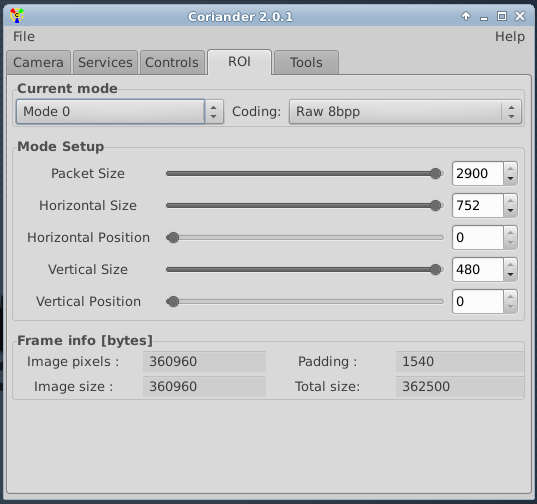 Coriander 2.0.1
File Help
Camera Services Controls ROI Tools
Current mode
Mode 0 Coding: Raw 8bpp
Mode Setup
Packet Size 2900
Horizontal Size 752
Horizontal Position 0
Vertical Size 480
Vertical Position 0
Frame info [bytes]
Image pixels : 360960 Padding : 1540
Image size : 360960 Total size: 362500